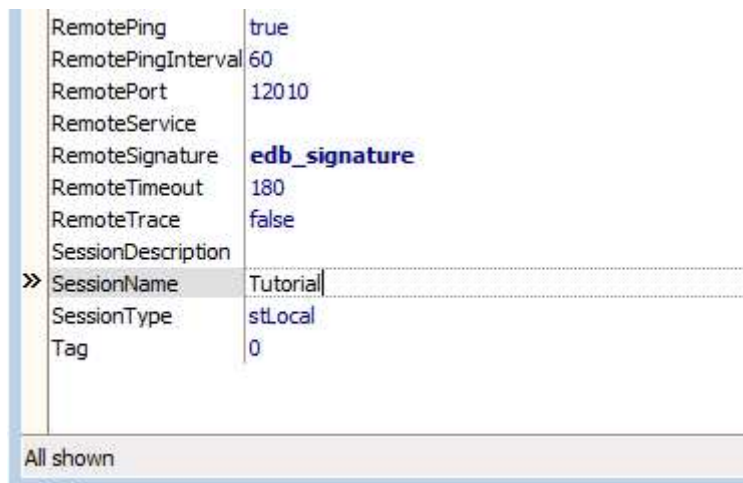 RemotePing true
RemotePingInterval 60
RemotePort 12010
RemoteService
RemoteSignature edb_signature
RemoteTimeout 180
RemoteTrace false
SessionDescription
» SessionName Tutorial
SessionType stLocal
Tag 0
All shown